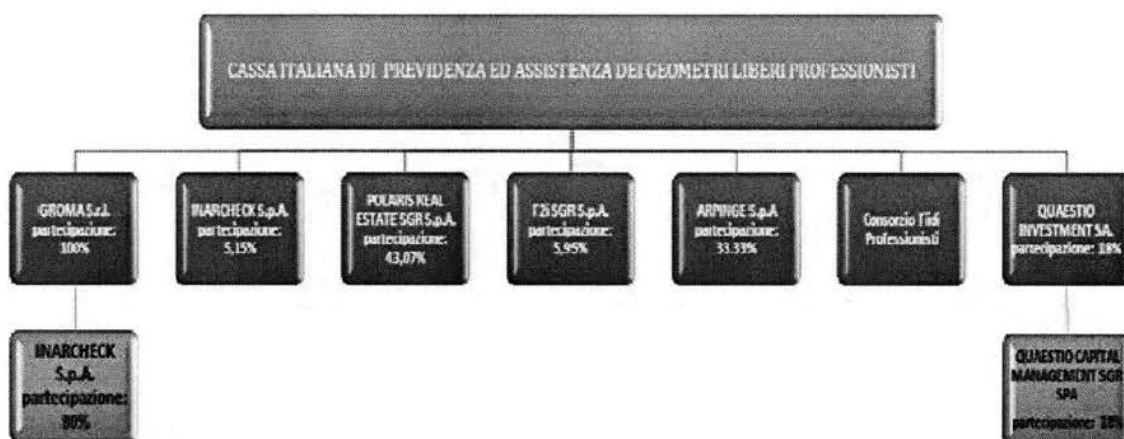 CASSA ITALIANA DI PREVIDENZA ED ASSISTENZA DEI GEOMETRI LIBERI PROFESSIONISTI
GROMA S.r.l.
partecipazione:
100%
INARCHECK S.p.A.
partecipazione:
5,15%
POLARIS REAL
ESTATE SGR S.p.A.
partecipazione:
43,07%
F2i SGR S.p.A.
partecipazione:
5,95%
ARPINGE S.p.A
partecipazione:
33.33%
Consorzio Fidi
Professionisti
QUAESTIO
INVESTMENT SA.
partecipazione: 18%
INARCHECK
S.p.A.
partecipazione:
80%
QUAESTIO CAPITAL
MANAGEMENT SGR
SPA
partecipazione: 18%